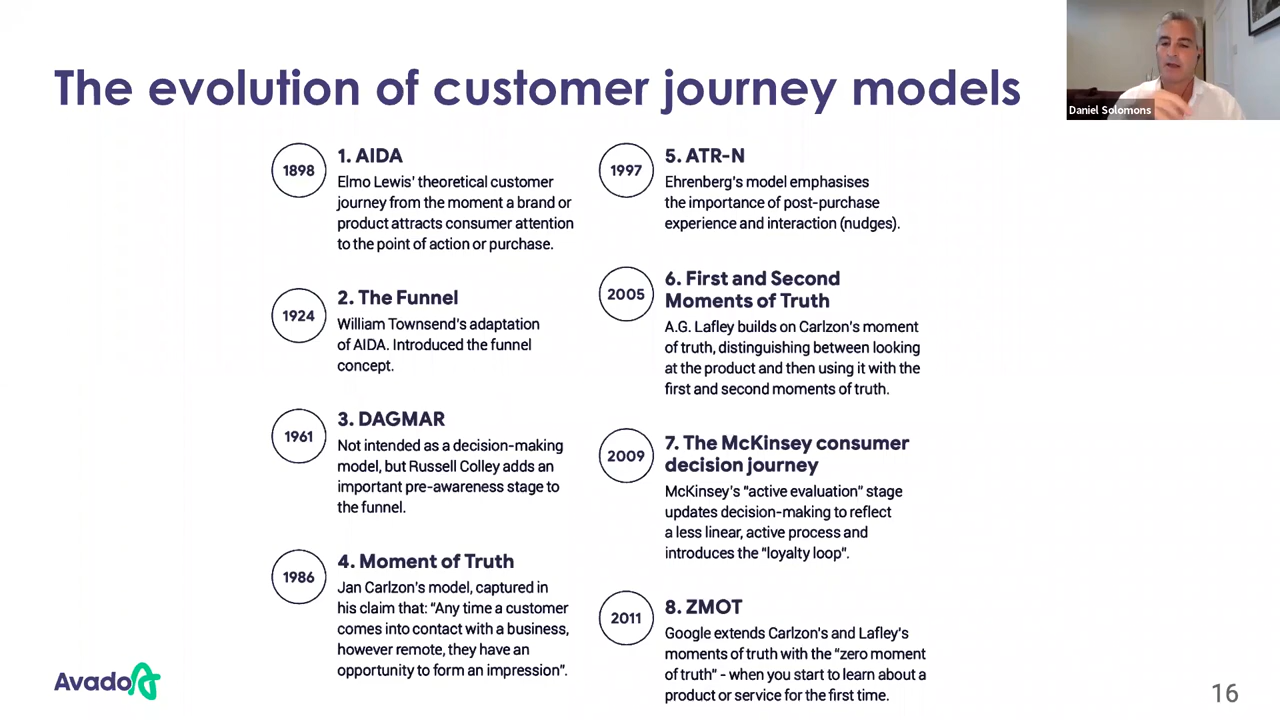 The evolution of customer journey models
Daniel Solomons
1898
1. AIDA
Elmo Lewis' theoretical customer
journey from the moment a brand or
product attracts consumer attention
to the point of action or purchase.
1924
2. The Funnel
William Townsend's adaptation
of AIDA. Introduced the funnel
concept.
1961
3. DAGMAR
Not intended as a decision-making
model, but Russell Colley adds an
important pre-awareness stage to
the funnel.
1986
4. Moment of Truth
Jan Carlzon's model, captured in
his claim that: "Any time a customer
comes into contact with a business,
however remote, they have an
opportunity to form an impression".
1997
5. ATR-N
Ehrenberg's model emphasises
the importance of post-purchase
experience and interaction (nudges).
2005
6. First and Second
Moments of Truth
A.G. Lafley builds on Carlzon's moment
of truth, distinguishing between looking
at the product and then using it with the
first and second moments of truth.
2009
7. The McKinsey consumer
decision journey
McKinsey's "active evaluation" stage
updates decision-making to reflect
a less linear, active process and
introduces the "loyalty loop".
2011
8. ZMOT
Google extends Carlzon's and Lafley's
moments of truth with the "zero moment
of truth" - when you start to learn about a
product or service for the first time.
Avado
16